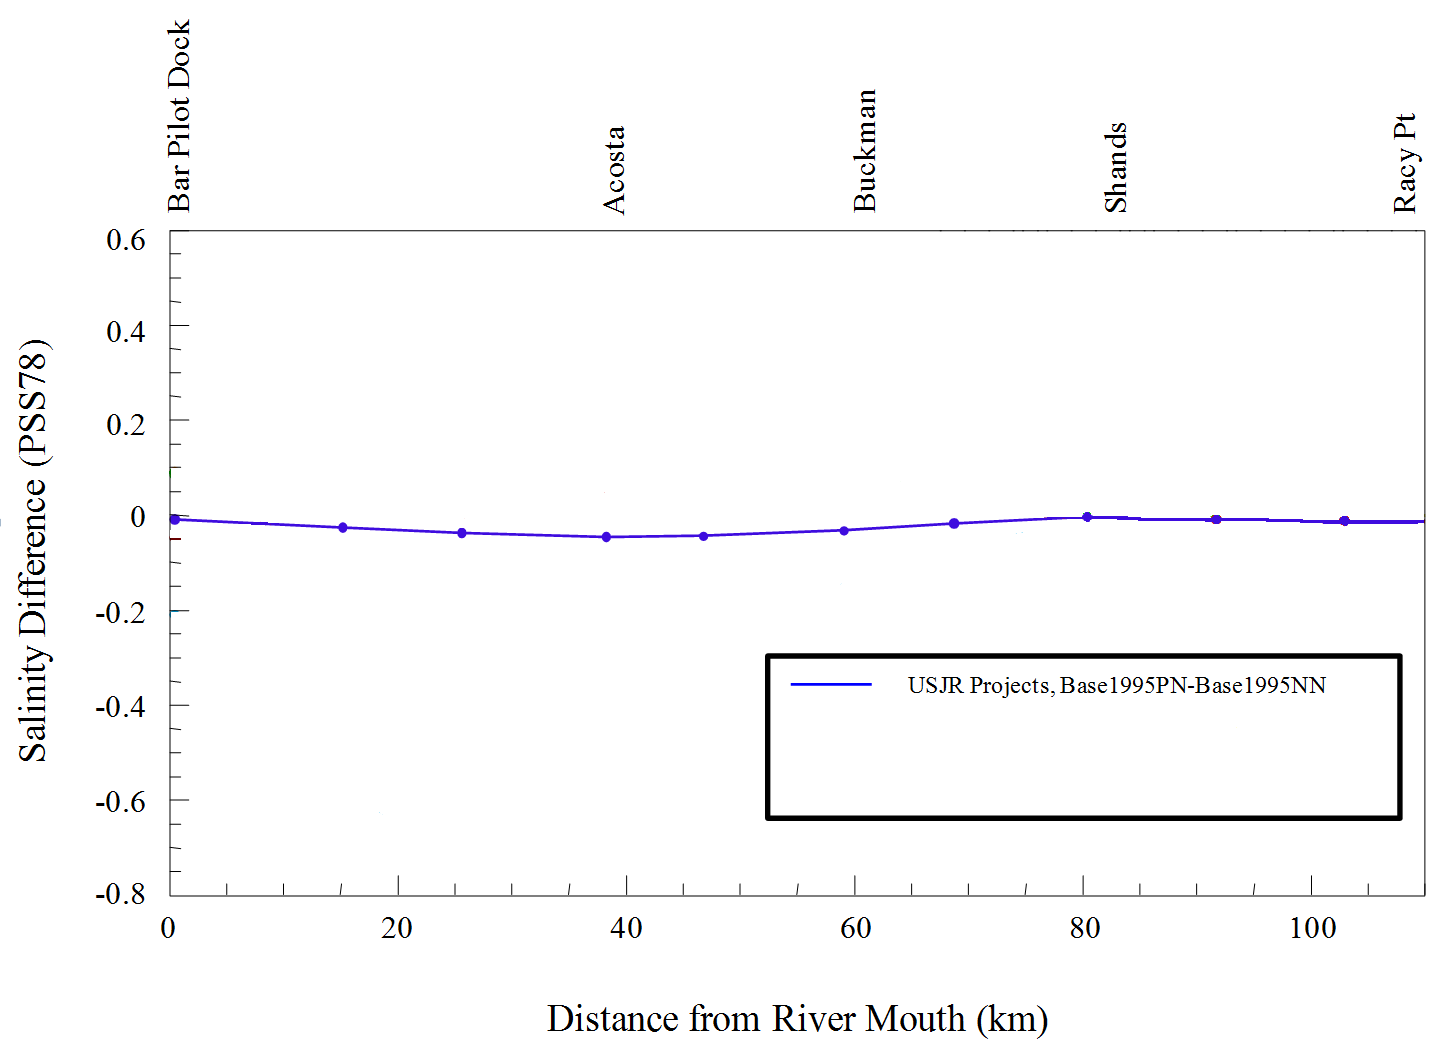 Bar Pilot Dock
Acosta
Buckman
Shands
Racy Pt
Salinity Difference (PSS78)
0.6
0.4
0.2
0
-0.2
-0.4
-0.6
-0.8
USJR Projects, Base1995PN-Base1995NN
0 20 40 60 80 100
Distance from River Mouth (km)